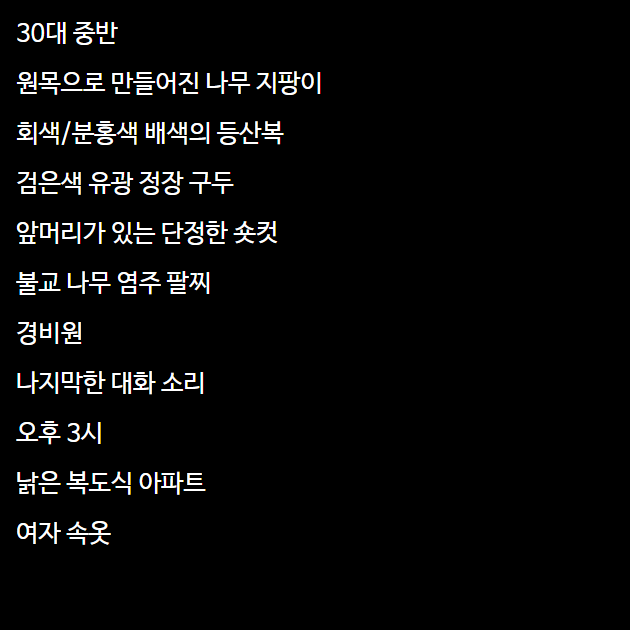 30대 중반
원목으로 만들어진 나무 지팡이
회색/분홍색 배색의 등산복
검은색 유광 정장 구두
앞머리가 있는 단정한 숏컷
불교 나무 염주 팔찌
경비원
나지막한 대화 소리
오후 3시
낡은 복도식 아파트
여자 속옷